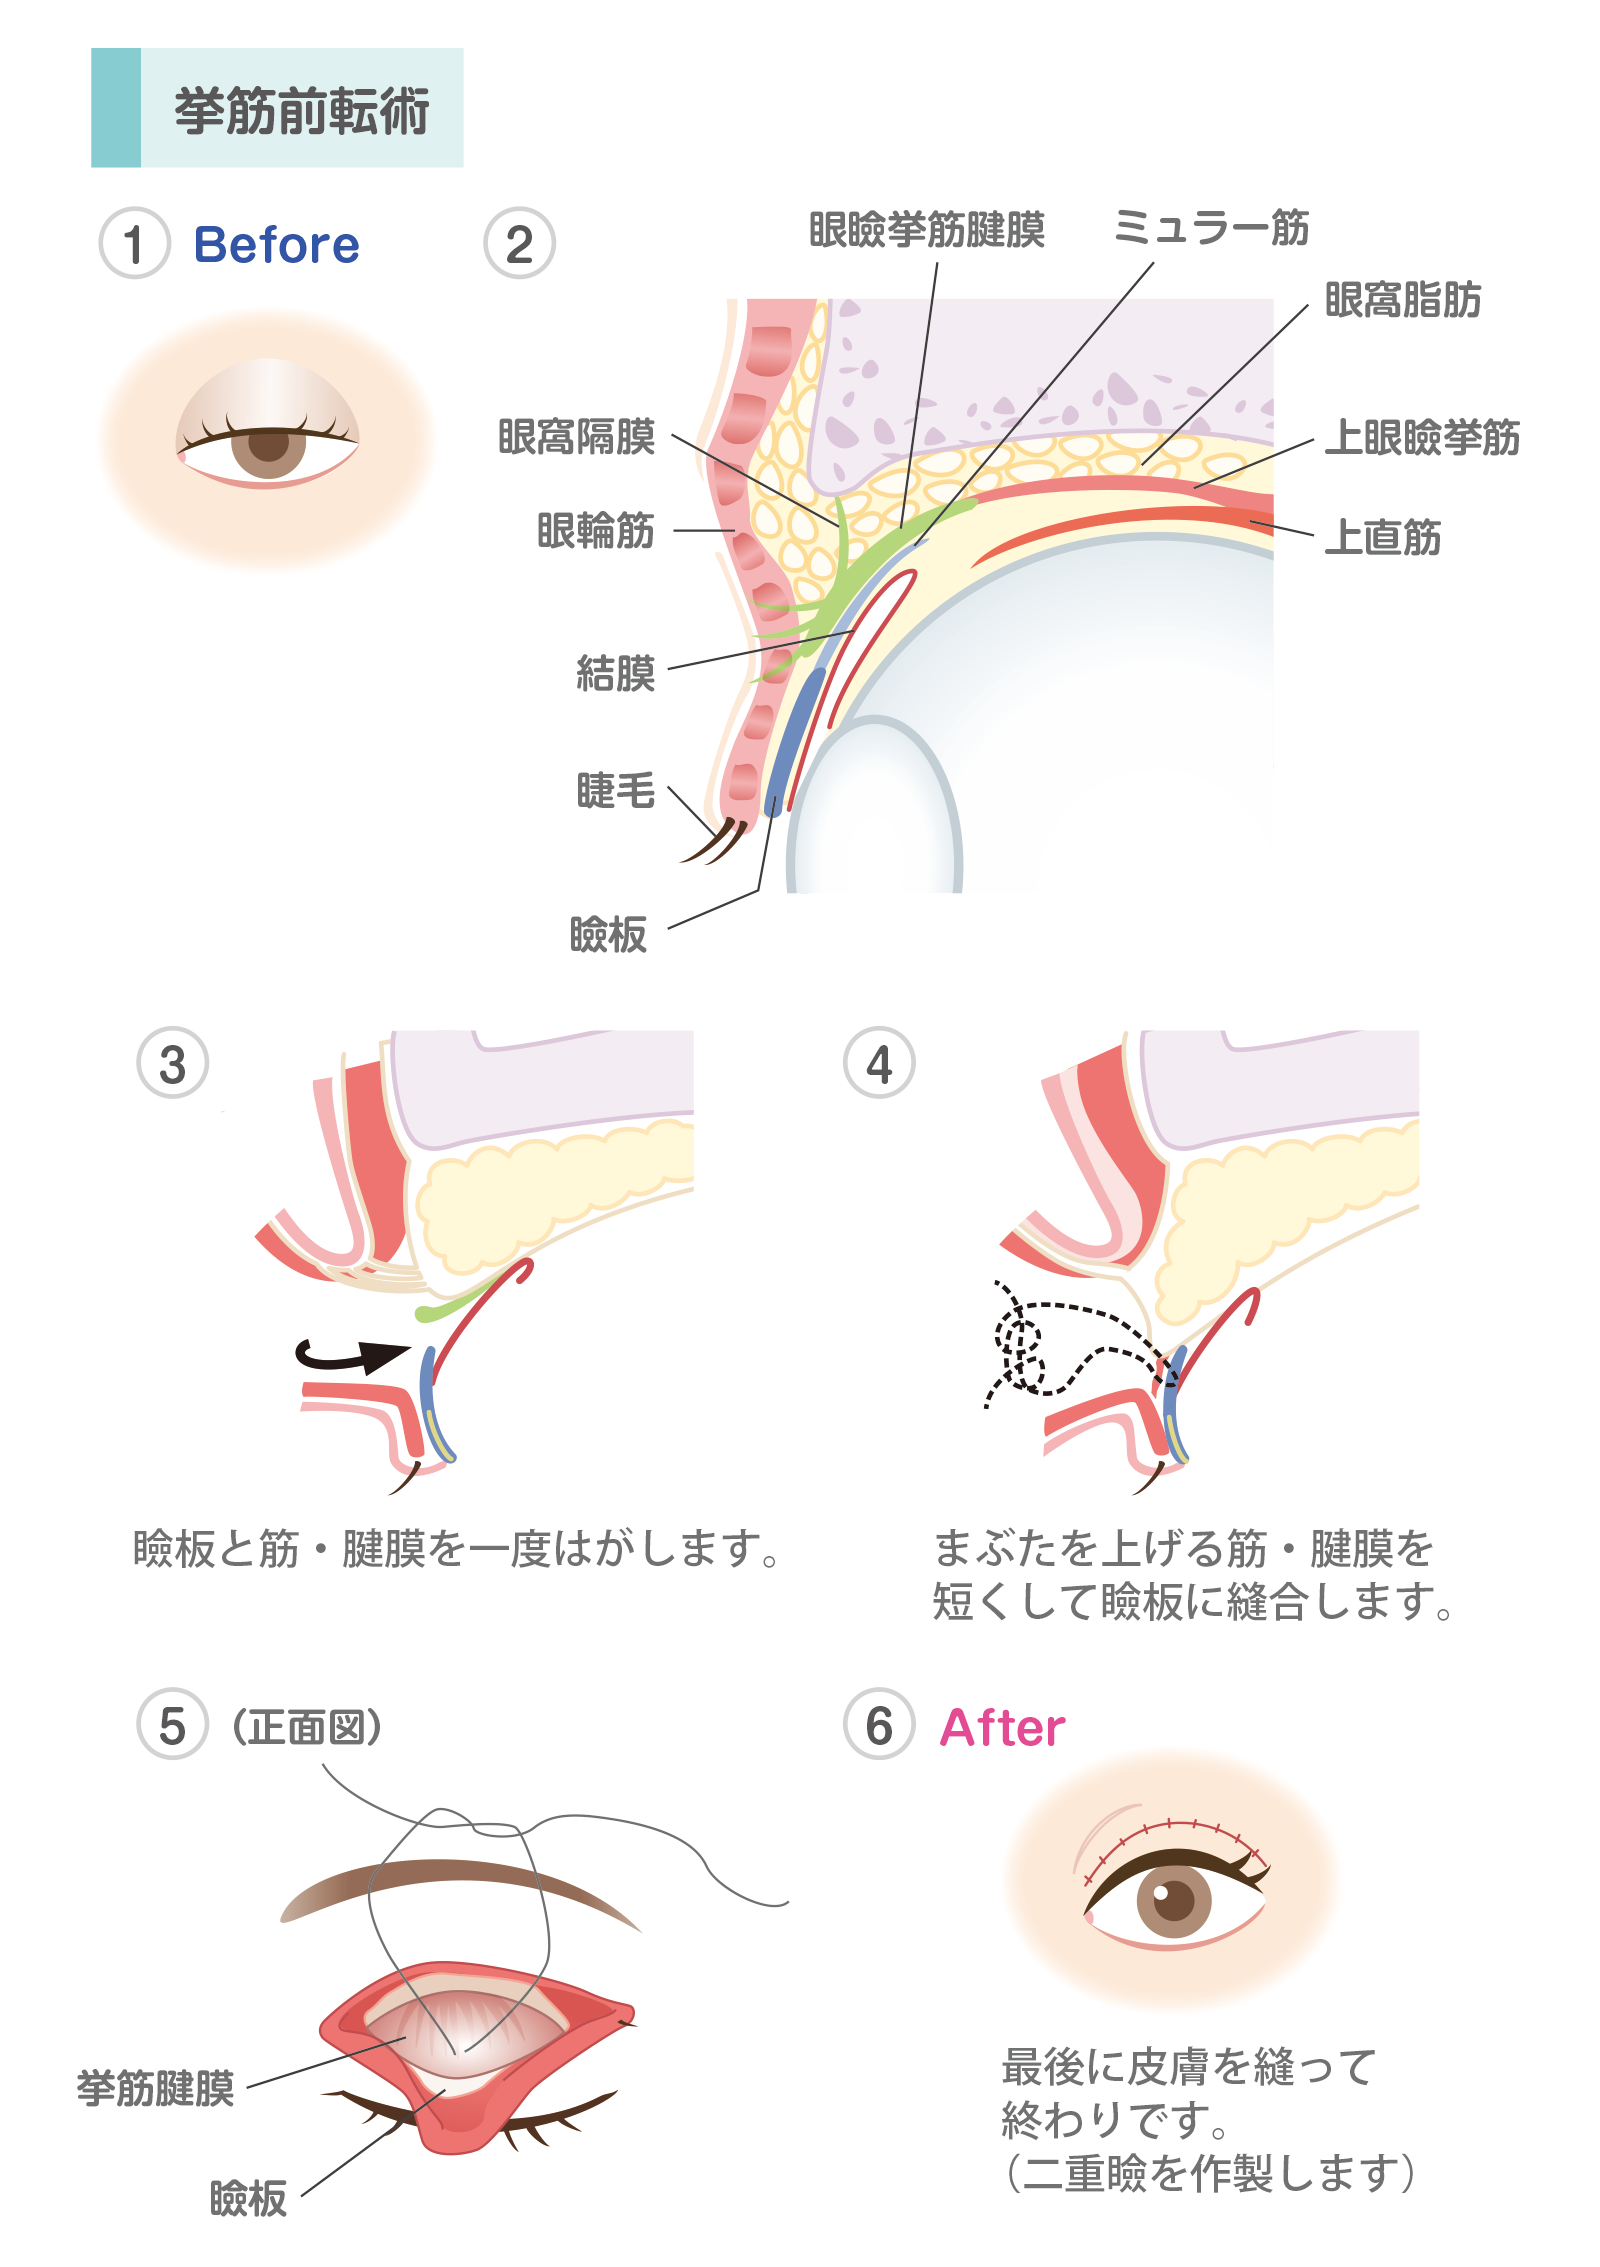 挙筋前転術
1 Before
2
眼瞼挙筋腱膜
ミュラー筋
眼窩脂肪
眼窩隔膜
上眼瞼挙筋
眼輪筋
上直筋
結膜
睫毛
瞼板
3
4
瞼板と筋・腱膜を一度はがします。
まぶたを上げる筋・腱膜を
短くして瞼板に縫合します。
5 (正面図)
挙筋腱膜
瞼板
6 After
最後に皮膚を縫って
終わりです。
（二重瞼を作製します）